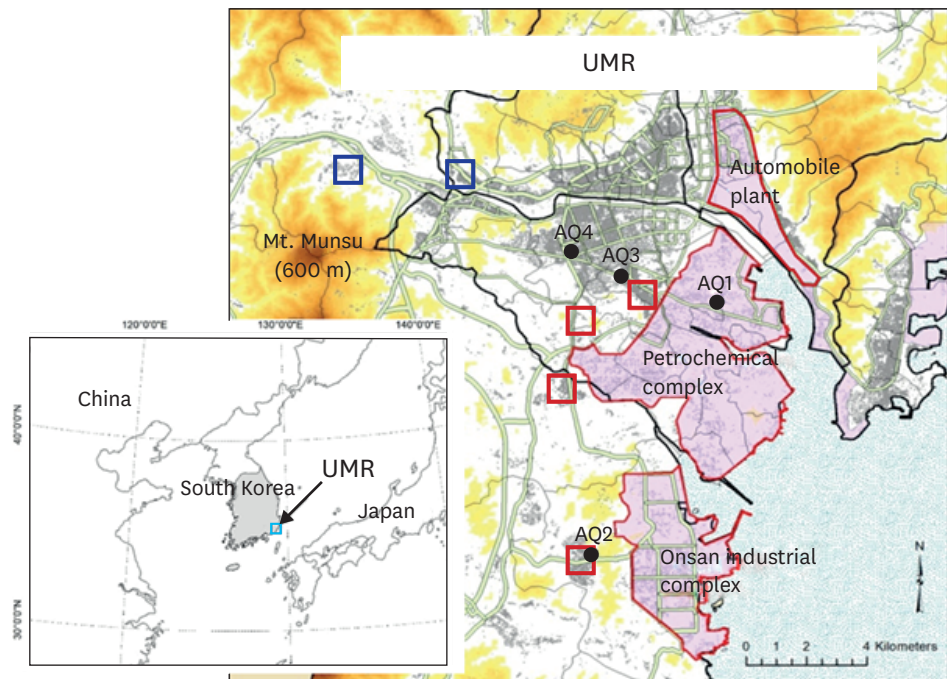 UMR
Automobile
plant
AQ4
Mt. Munsu
(600 m)
AQ3
AQ1
Petrochemical
complex
AQ2
Onsan industrial
complex
N
0 1 2 4 Kilometers
120°0'0"E
130°0'0"E
140°0'0"E
40°0'0"N
30°0'0"N
China
South Korea
UMR
Japan